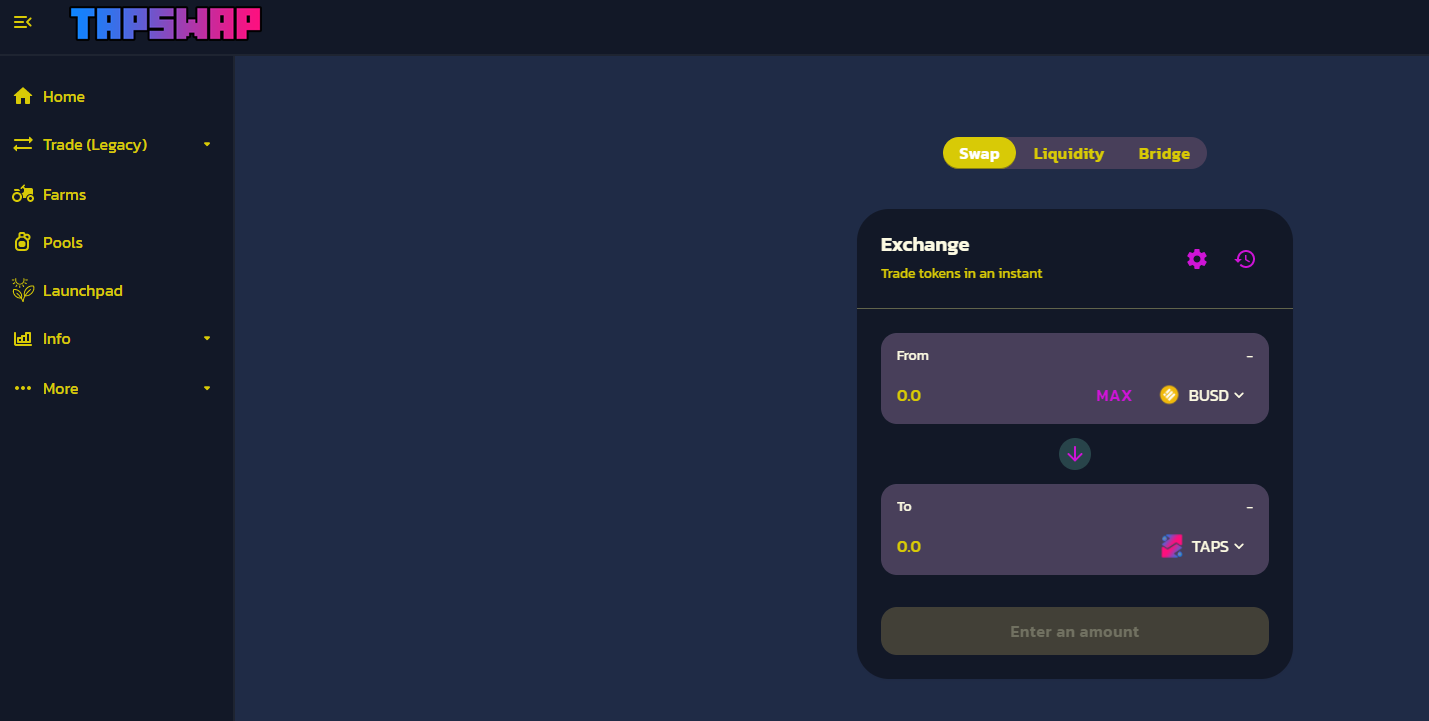 TAPSWAP
Home
Trade (Legacy)
Farms
Pools
Launchpad
Info
More
Swap Liquidity Bridge
Exchange
Trade tokens in an instant
From -
0.0 MAX BUSD
To -
0.0 TAPS
Enter an amount